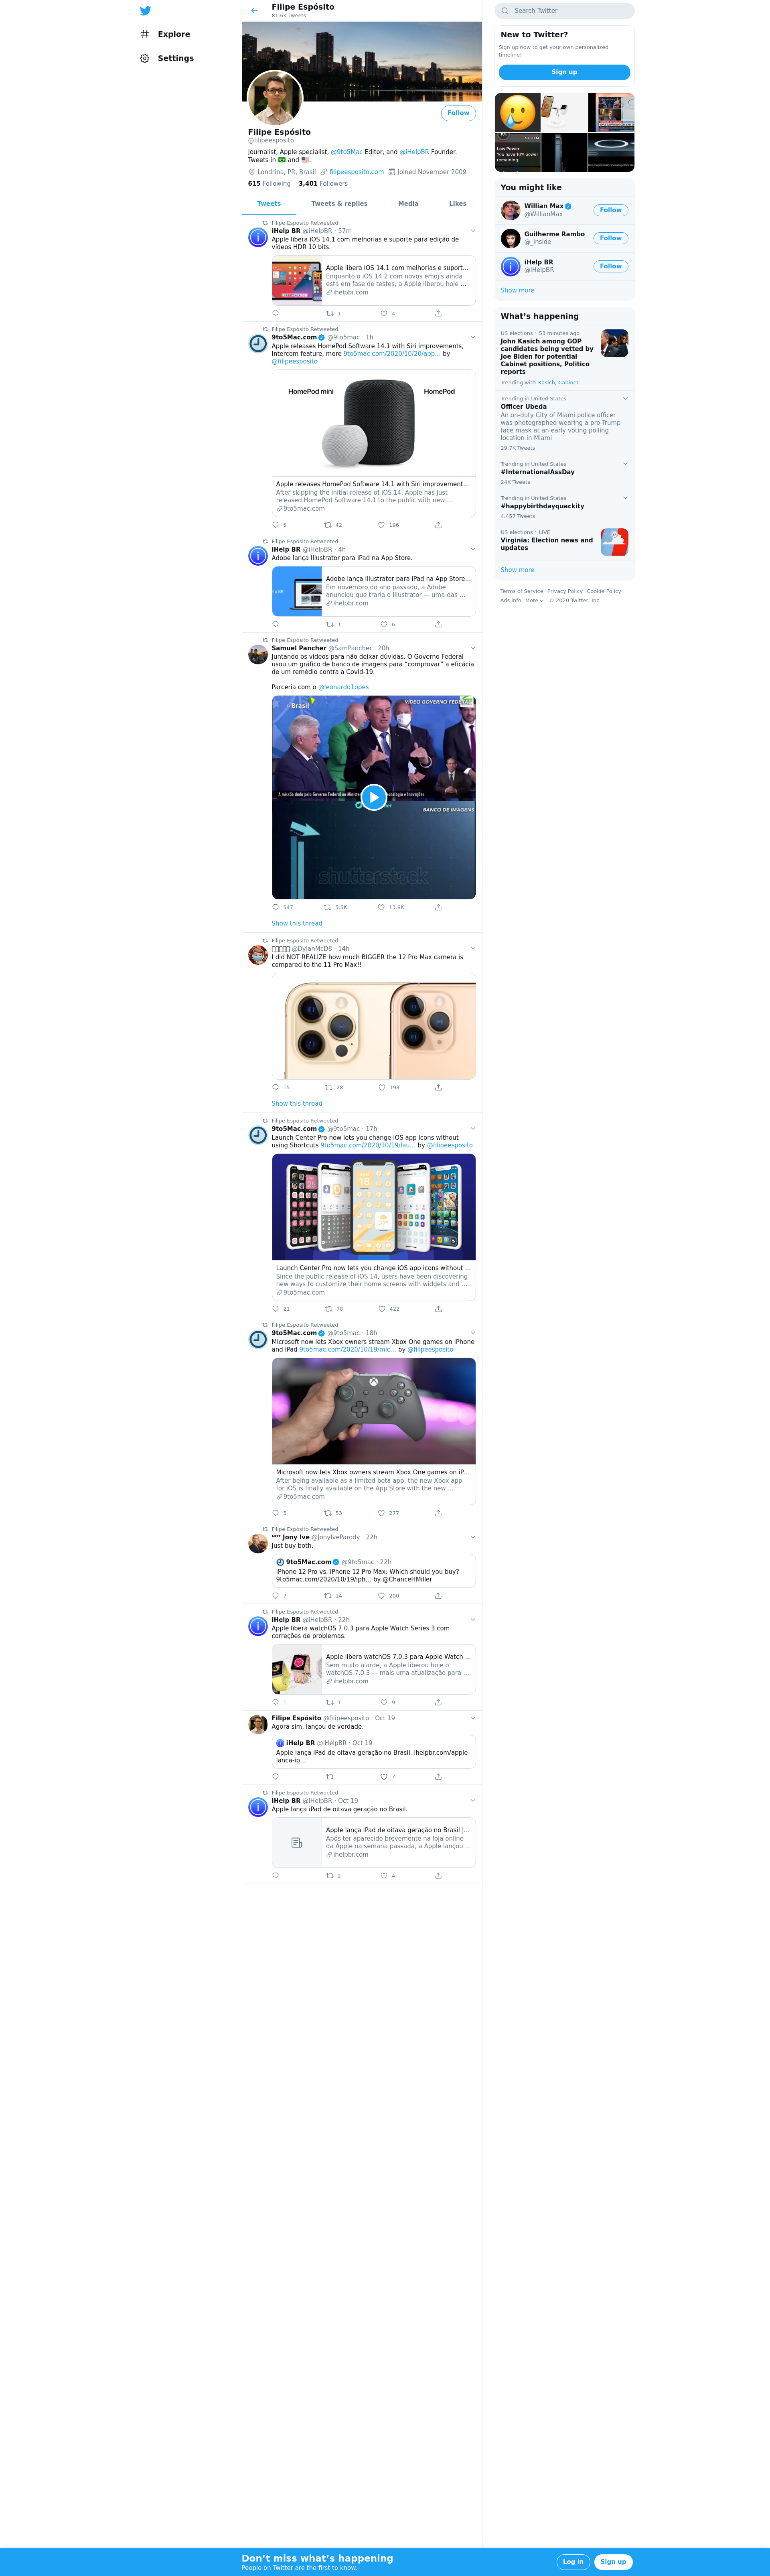 Explore
Settings
Filipe Espósito
81.6K Tweets
Follow
Filipe Espósito
@filipeesposito
Journalist, Apple specialist, @9to5Mac Editor, and @iHelpBR Founder.
Tweets in 🇧🇷 and 🇺🇸.
Londrina, PR, Brasil filipeesposito.com Joined November 2009
615 Following 3,401 Followers
Tweets Tweets & replies Media Likes
Filipe Espósito Retweeted
iHelp BR @iHelpBR · 57m
Apple libera iOS 14.1 com melhorias e suporte para edição de
vídeos HDR 10 bits.
Apple libera iOS 14.1 com melhorias e suport...
Enquanto o iOS 14.2 com novos emojis ainda
está em fase de testes, a Apple liberou hoje ...
ihelpbr.com
1 4
Filipe Espósito Retweeted
9to5Mac.com @9to5mac · 1h
Apple releases HomePod Software 14.1 with Siri improvements,
Intercom feature, more 9to5mac.com/2020/10/20/app... by
@filipeesposito
HomePod mini HomePod
Apple releases HomePod Software 14.1 with Siri improvement...
After skipping the initial release of iOS 14, Apple has just
released HomePod Software 14.1 to the public with new ...
9to5mac.com
5 42 196
Filipe Espósito Retweeted
iHelp BR @iHelpBR · 4h
Adobe lança Illustrator para iPad na App Store.
Adobe lança Illustrator para iPad na App Store...
Em novembro do ano passado, a Adobe
anunciou que traria o Illustrator — uma das ...
ihelpbr.com
1 6
Filipe Espósito Retweeted
Samuel Pancher @SamPancher · 20h
Juntando os vídeos para não deixar dúvidas. O Governo Federal
usou um gráfico de banco de imagens para “comprovar” a eficácia
de um remédio contra a Covid-19.
Parceria com o @leonardo1opes
Brasil
VÍDEO GOVERNO FEDERAL
BANCO DE IMAGENS
shutterstock
547 5.5K 13.8K
Show this thread
Filipe Espósito Retweeted
@DylanMcD8 · 14h
I did NOT REALIZE how much BIGGER the 12 Pro Max camera is
compared to the 11 Pro Max!!
15 28 198
Show this thread
Filipe Espósito Retweeted
9to5Mac.com @9to5mac · 17h
Launch Center Pro now lets you change iOS app icons without
using Shortcuts 9to5mac.com/2020/10/19/lau... by @filipeesposito
Launch Center Pro now lets you change iOS app icons without ...
Since the public release of iOS 14, users have been discovering
new ways to customize their home screens with widgets and ...
9to5mac.com
21 78 422
Filipe Espósito Retweeted
9to5Mac.com @9to5mac · 18h
Microsoft now lets Xbox owners stream Xbox One games on iPhone
and iPad 9to5mac.com/2020/10/19/mic... by @filipeesposito
Microsoft now lets Xbox owners stream Xbox One games on iP...
After being available as a limited beta app, the new Xbox app
for iOS is finally available on the App Store with the new ...
9to5mac.com
5 53 277
Filipe Espósito Retweeted
ᴺᴼᵀ Jony Ive @JonyIveParody · 22h
Just buy both.
9to5Mac.com @9to5mac · 22h
iPhone 12 Pro vs. iPhone 12 Pro Max: Which should you buy?
9to5mac.com/2020/10/19/iph... by @ChanceHMiller
7 14 200
Filipe Espósito Retweeted
iHelp BR @iHelpBR · 22h
Apple libera watchOS 7.0.3 para Apple Watch Series 3 com
correções de problemas.
Apple libera watchOS 7.0.3 para Apple Watch ...
Sem muito alarde, a Apple liberou hoje o
watchOS 7.0.3 — mais uma atualização para ...
ihelpbr.com
1 1 9
Filipe Espósito @filipeesposito · Oct 19
Agora sim, lançou de verdade.
iHelp BR @iHelpBR · Oct 19
Apple lança iPad de oitava geração no Brasil. ihelpbr.com/apple-
lanca-ip...
7
Filipe Espósito Retweeted
iHelp BR @iHelpBR · Oct 19
Apple lança iPad de oitava geração no Brasil.
Apple lança iPad de oitava geração no Brasil |...
Após ter aparecido brevemente na loja online
da Apple na semana passada, a Apple lançou ...
ihelpbr.com
2 4
Search Twitter
New to Twitter?
Sign up now to get your own personalized
timeline!
Sign up
Low Power
You have 10% power
remaining.
You might like
Willian Max
@WillianMax
Follow
Guilherme Rambo
@_inside
Follow
iHelp BR
@iHelpBR
Follow
Show more
What’s happening
US elections · 53 minutes ago
John Kasich among GOP
candidates being vetted by
Joe Biden for potential
Cabinet positions, Politico
reports
Trending with Kasich, Cabinet
Trending in United States
Officer Ubeda
An on-duty City of Miami police officer
was photographed wearing a pro-Trump
face mask at an early voting polling
location in Miami
29.7K Tweets
Trending in United States
#InternationalAssDay
24K Tweets
Trending in United States
#happybirthdayquackity
4,457 Tweets
US elections · LIVE
Virginia: Election news and
updates
Show more
Terms of Service Privacy Policy Cookie Policy
Ads info More © 2020 Twitter, Inc.
Don’t miss what’s happening
People on Twitter are the first to know.
Log in Sign up